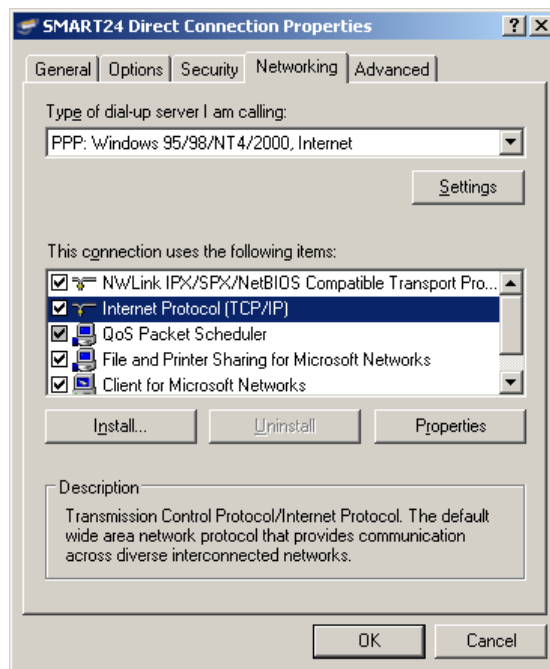 SMART24 Direct Connection Properties
General Options Security Networking Advanced
Type of dial-up server I am calling:
PPP: Windows 95/98/NT4/2000, Internet
Settings
This connection uses the following items:
NWLink IPX/SPX/NetBIOS Compatible Transport Pro...
Internet Protocol (TCP/IP)
QoS Packet Scheduler
File and Printer Sharing for Microsoft Networks
Client for Microsoft Networks
Install... Uninstall Properties
Description
Transmission Control Protocol/Internet Protocol. The default
wide area network protocol that provides communication
across diverse interconnected networks.
OK Cancel